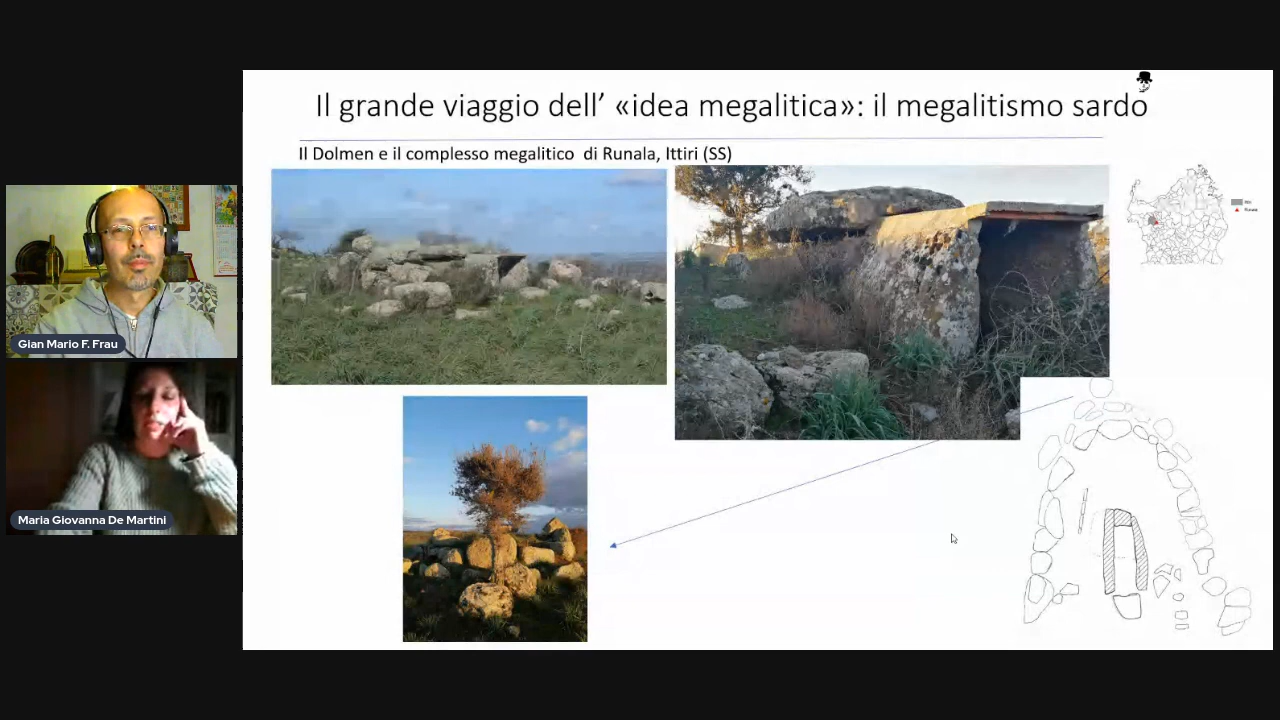 Il grande viaggio dell’ «idea megalitica»: il megalitismo sardo
Il Dolmen e il complesso megalitico di Runala, Ittiri (SS)
Gian Mario F. Frau
Maria Giovanna De Martini